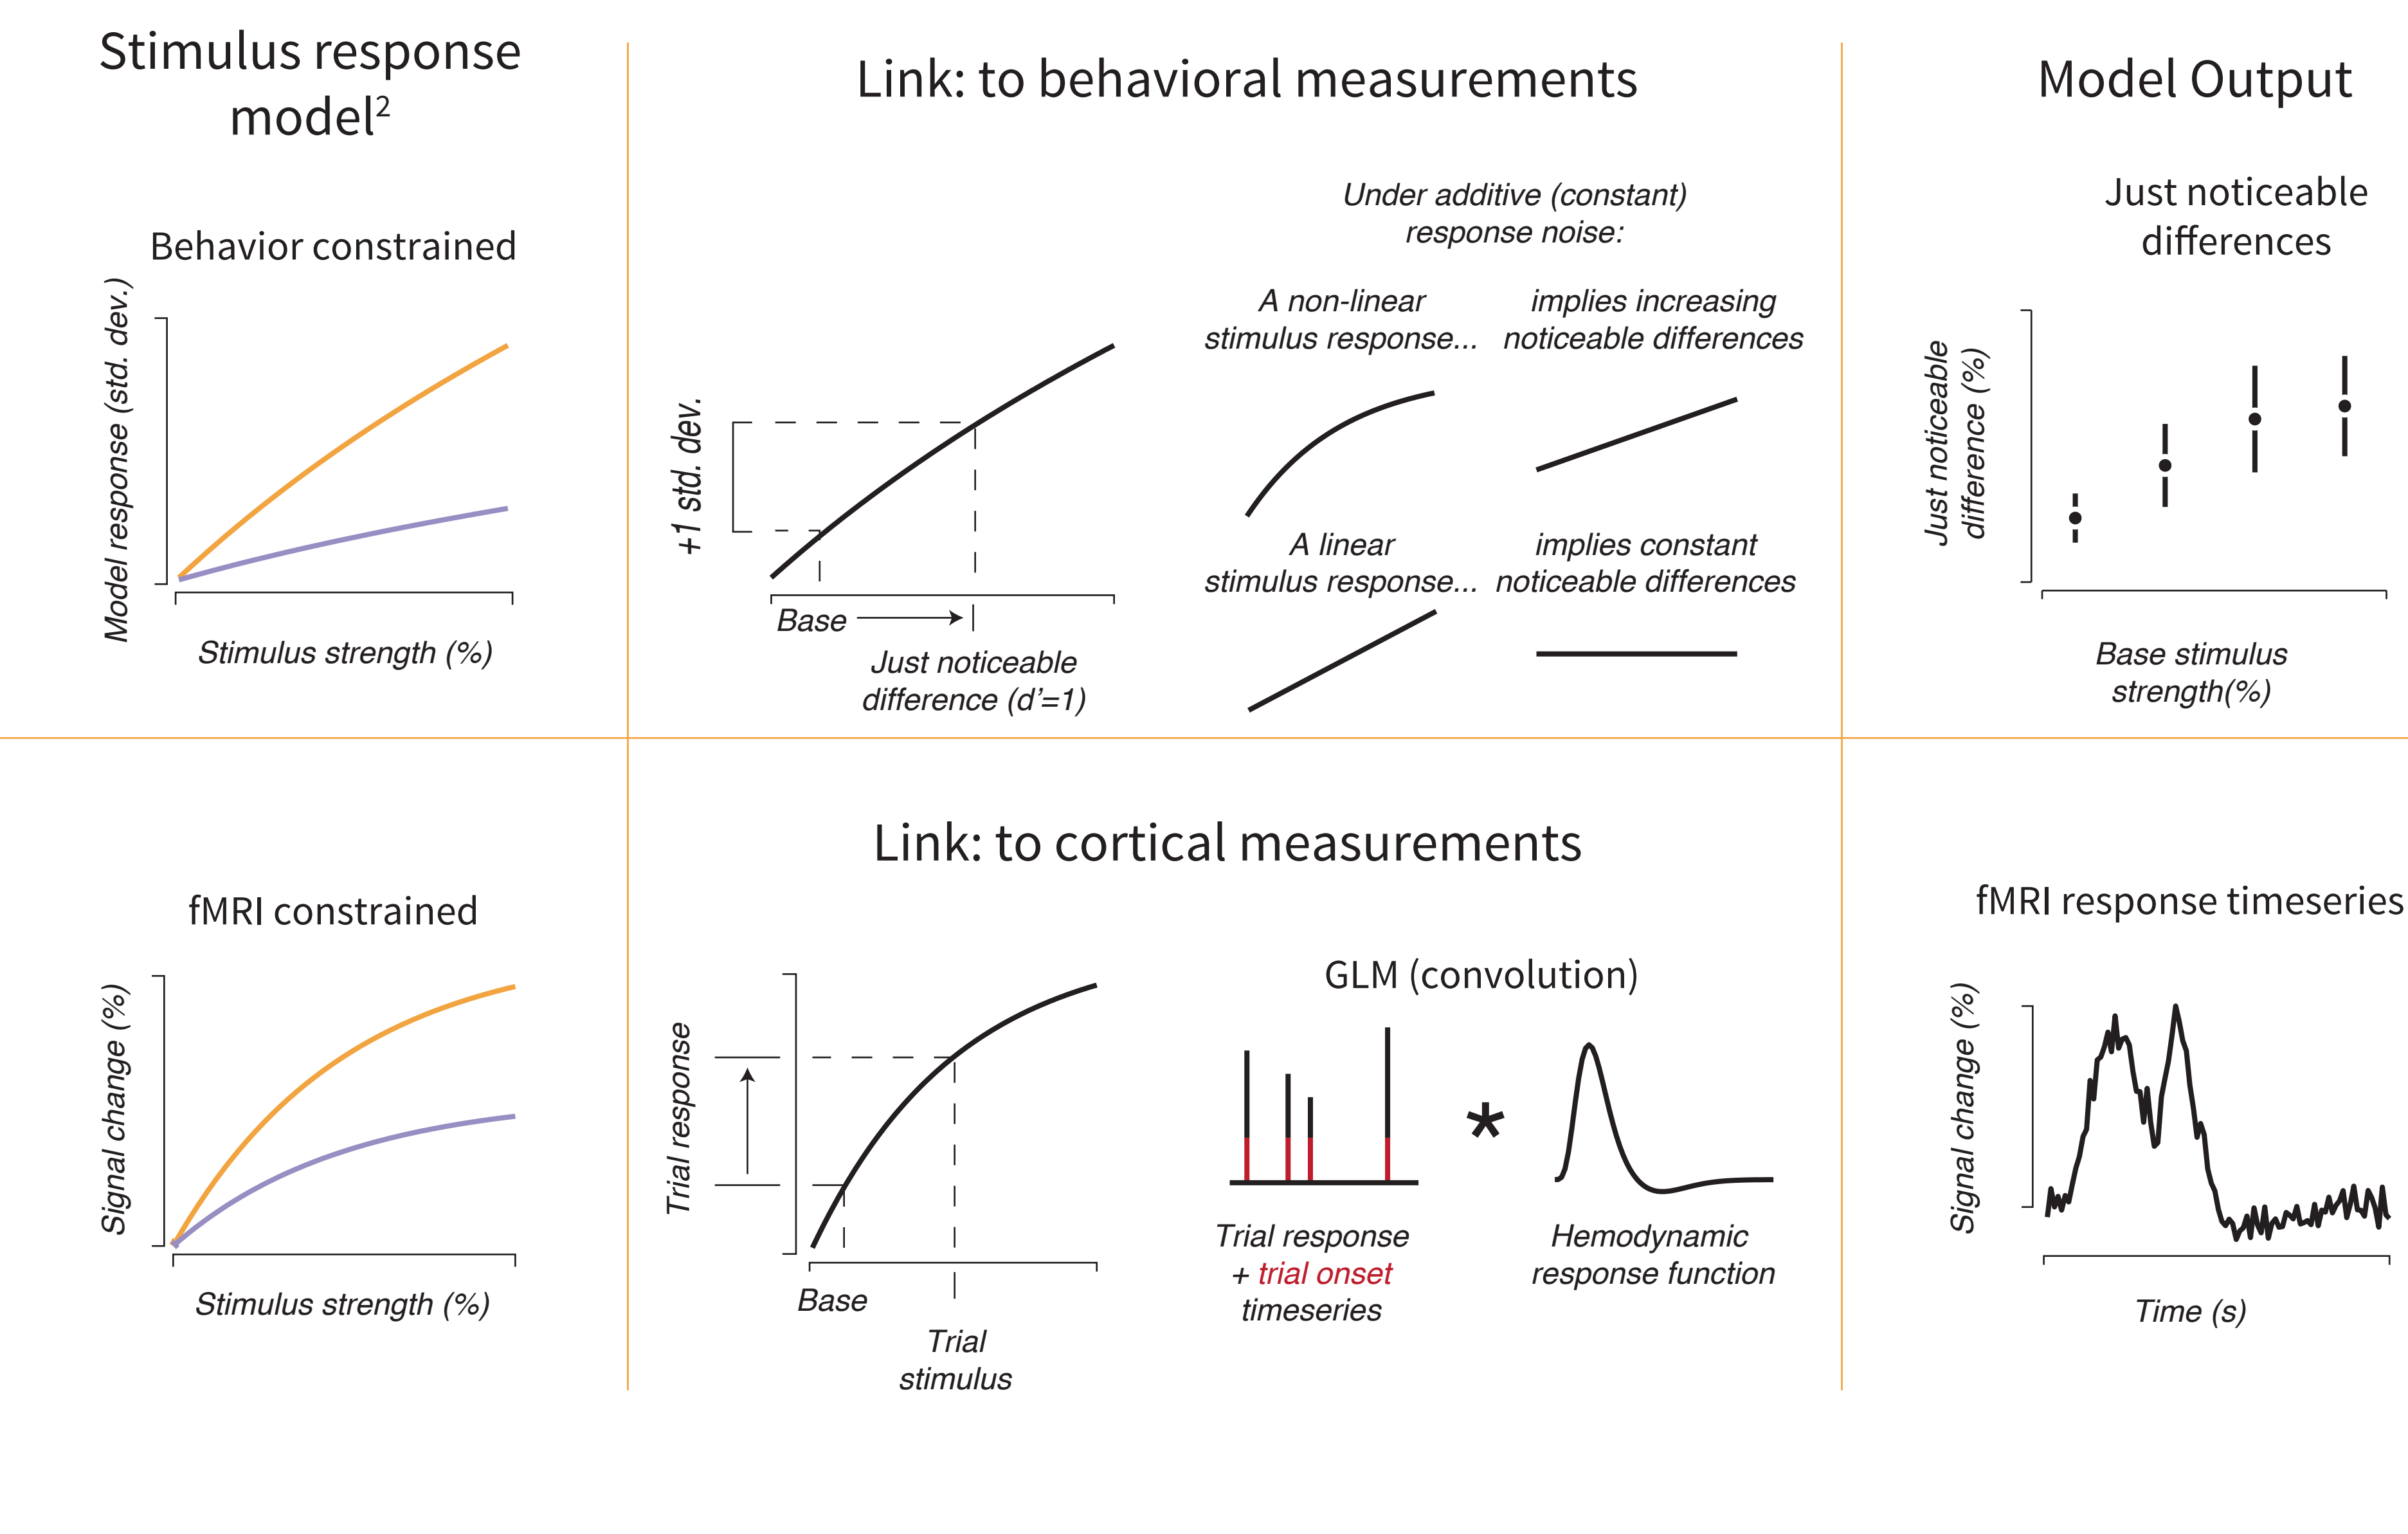 Stimulus response
model²
Link: to behavioral measurements
Model Output
Behavior constrained
Model response (std. dev.)
Stimulus strength (%)
+1 std. dev.
Base
Just noticeable
difference (d’=1)
Under additive (constant)
response noise:
A non-linear
stimulus response...
implies increasing
noticeable differences
A linear
stimulus response...
implies constant
noticeable differences
Just noticeable
differences
Just noticeable
difference (%)
Base stimulus
strength(%)
Link: to cortical measurements
fMRI constrained
Signal change (%)
Stimulus strength (%)
Trial response
Base
Trial
stimulus
GLM (convolution)
*
Trial response
+ trial onset
timeseries
Hemodynamic
response function
fMRI response timeseries
Signal change (%)
Time (s)